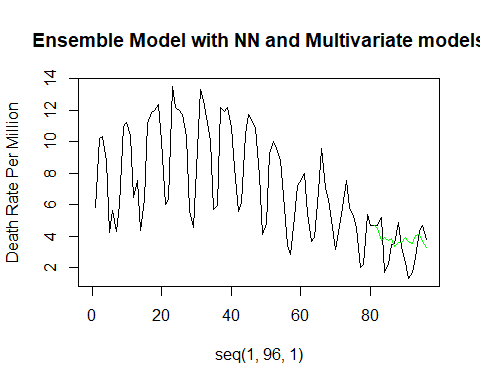 Ensemble Model with NN and Multivariate models
Death Rate Per Million
14
12
10
8
6
4
2
0 20 40 60 80
seq(1, 96, 1)